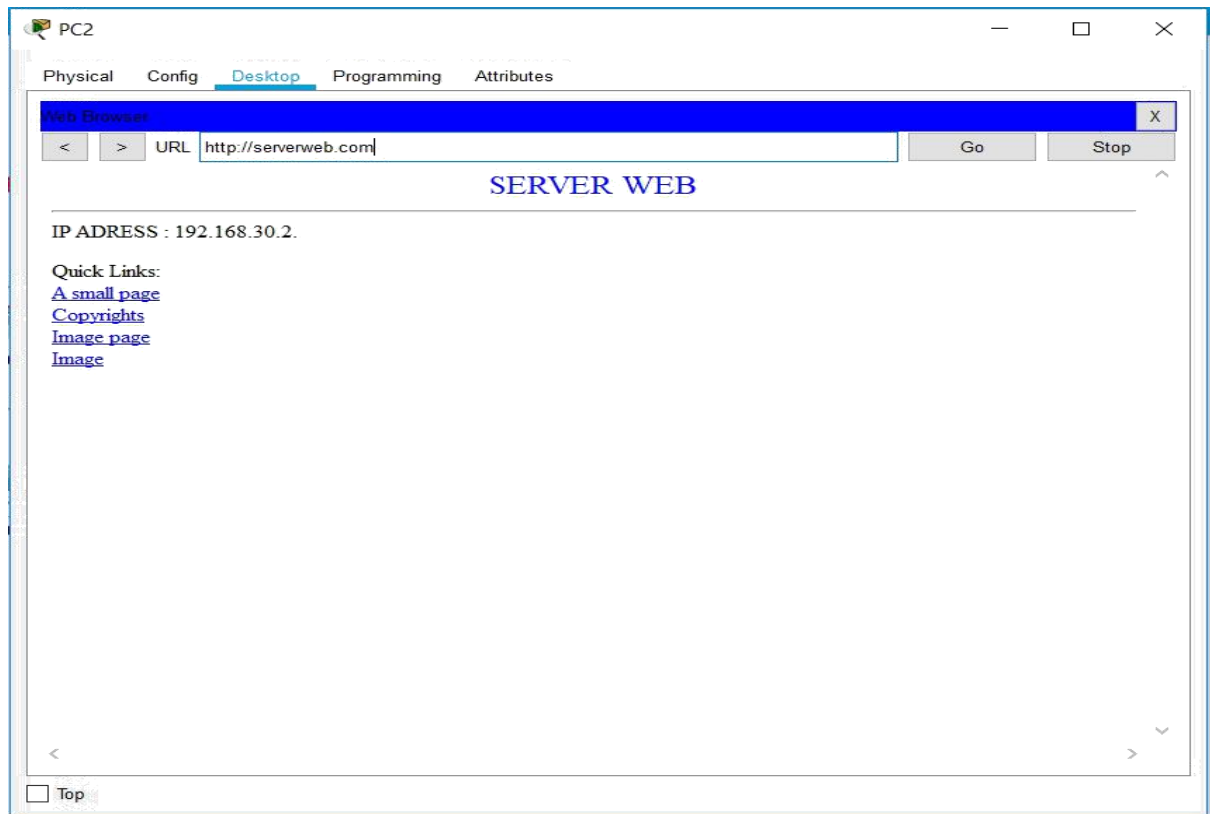 PC2
Physical Config Desktop Programming Attributes
Web Browser X
< > URL http://serverweb.com Go Stop
SERVER WEB
IP ADRESS : 192.168.30.2.
Quick Links:
A small page
Copyrights
Image page
Image
Top